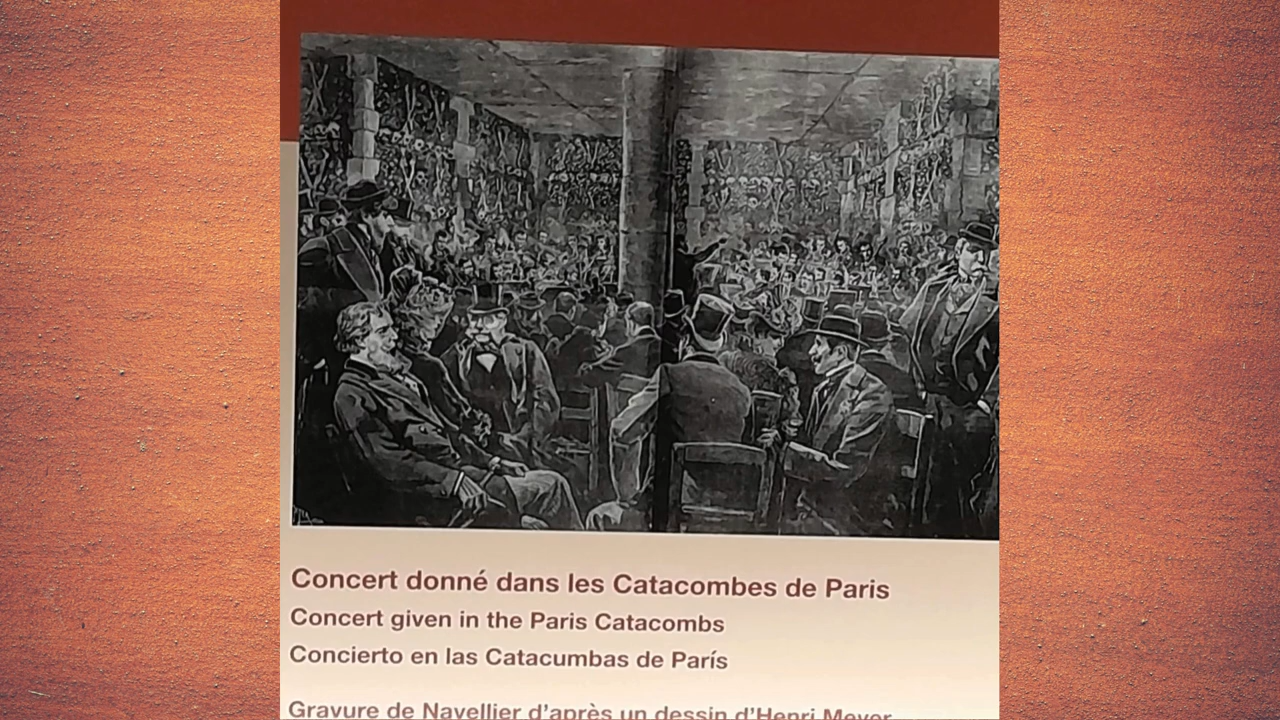 Concert donné dans les Catacombes de Paris
Concert given in the Paris Catacombs
Concierto en las Catacumbas de París
Gravure de Navellier d'après un dessin d'Henri Meyer